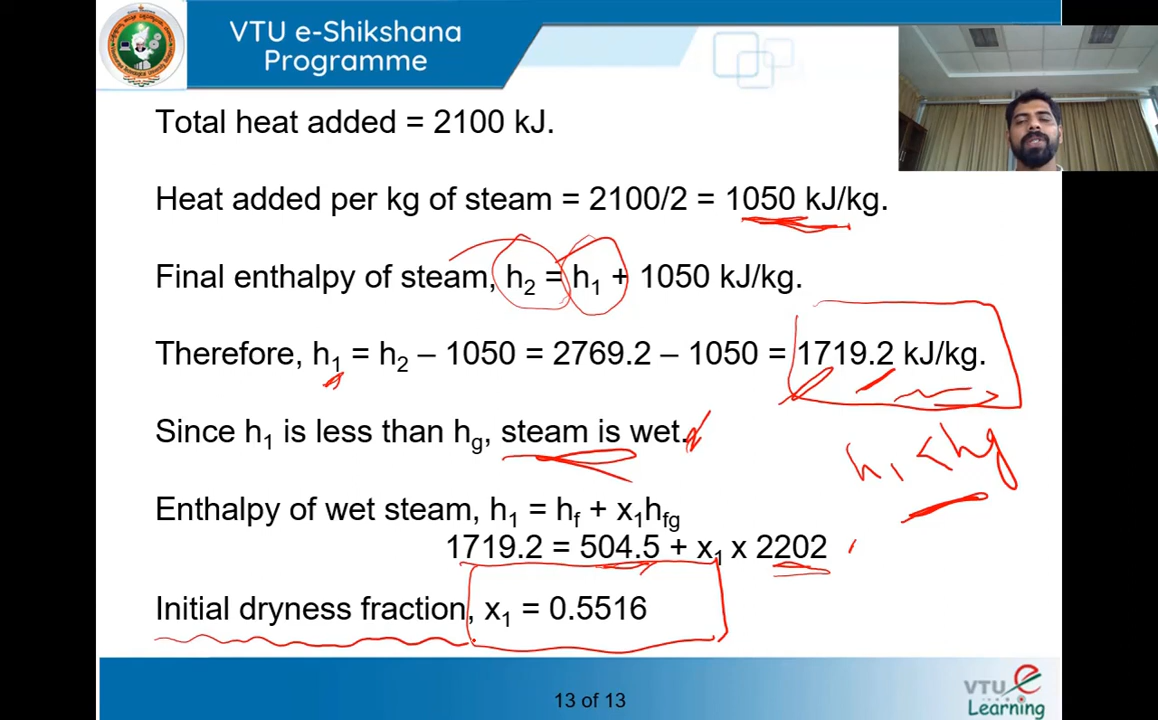 VTU e-Shikshana
Programme
Total heat added = 2100 kJ.
Heat added per kg of steam = 2100/2 = 1050 kJ/kg.
Final enthalpy of steam, h₂ = h₁ + 1050 kJ/kg.
Therefore, h₁ = h₂ – 1050 = 2769.2 – 1050 = 1719.2 kJ/kg.
Since h₁ is less than hg, steam is wet.
h₁ < hg
Enthalpy of wet steam, h₁ = hf + x₁hfg
1719.2 = 504.5 + x₁ x 2202
Initial dryness fraction, x₁ = 0.5516
13 of 13
VTU e
Learning